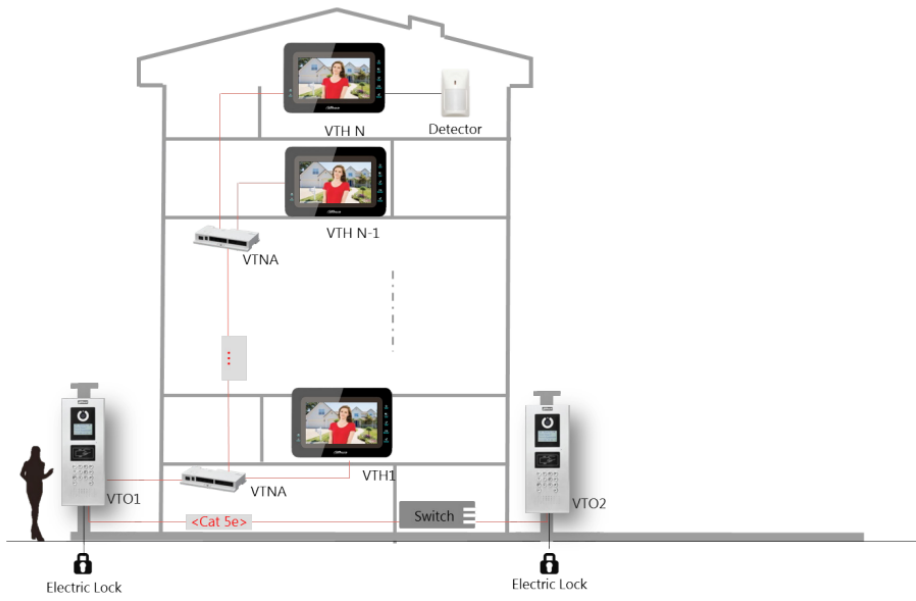 VTH N
Detector
VTH N-1
VTNA
VTH1
VTNA
VTO1
VTO2
<Cat 5e>
Switch
Electric Lock
Electric Lock